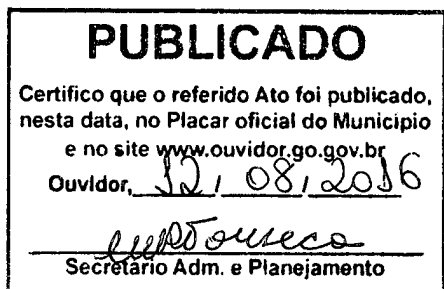 PUBLICADO
Certifico que o referido Ato foi publicado,
nesta data, no Placar oficial do Municipio
e no site www.ouvidor.go.gov.br
Ouvidor, 12 / 08 / 2016
Secretário Adm. e Planejamento